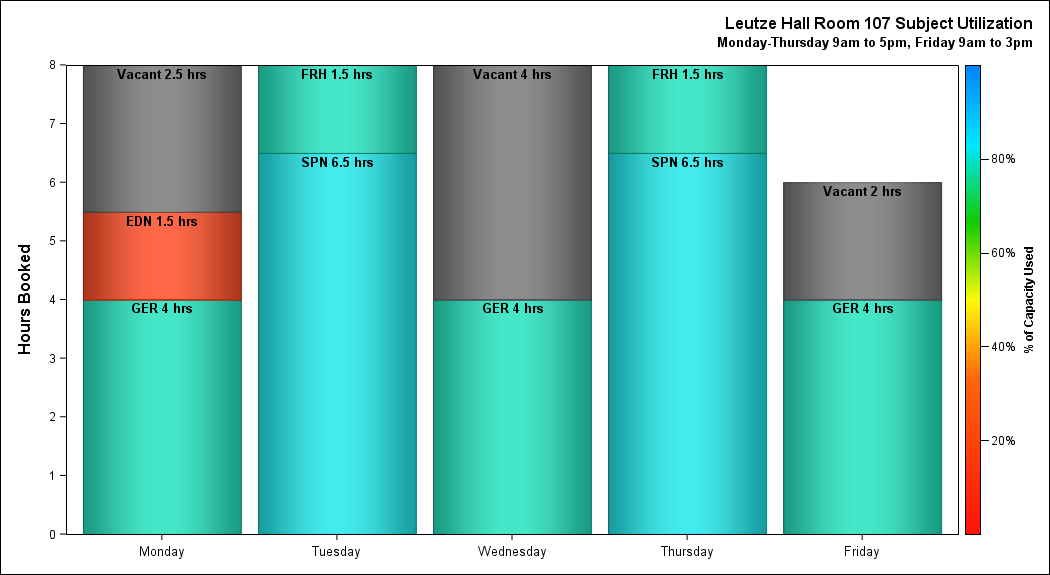 Leutze Hall Room 107 Subject Utilization
Monday-Thursday 9am to 5pm, Friday 9am to 3pm
Hours Booked
8
7
6
5
4
3
2
1
0
Vacant 2.5 hrs
EDN 1.5 hrs
GER 4 hrs
FRH 1.5 hrs
SPN 6.5 hrs
Vacant 4 hrs
GER 4 hrs
FRH 1.5 hrs
SPN 6.5 hrs
Vacant 2 hrs
GER 4 hrs
Monday
Tuesday
Wednesday
Thursday
Friday
80%
60%
40%
20%
% of Capacity Used